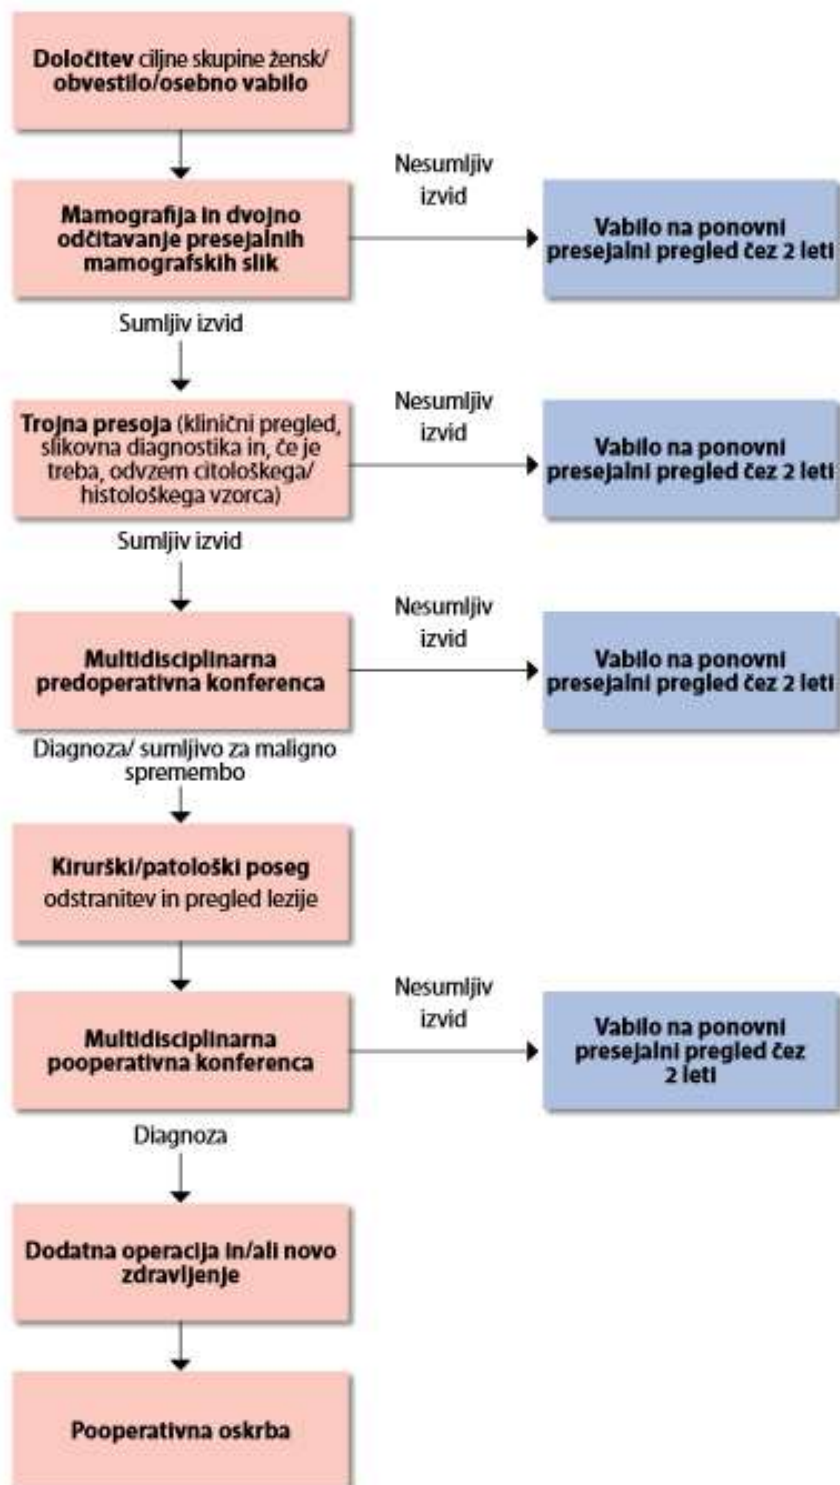 Določitev ciljne skupine žensk/
obvestilo/osebno vabilo
Mamografija in dvojno
odčitavanje presejalnih
mamografskih slik
Nesumljiv
izvid
Vabilo na ponovni
presejalni pregled čez 2 leti
Sumljiv izvid
Trojna presoja (klinični pregled,
slikovna diagnostika in, če je
treba, odvzem citološkega/
histološkega vzorca)
Nesumljiv
izvid
Vabilo na ponovni
presejalni pregled čez 2 leti
Sumljiv izvid
Multidisciplinarna
predoperativna konferenca
Nesumljiv
izvid
Vabilo na ponovni
presejalni pregled čez 2 leti
Diagnoza/ sumljivo za maligno
spremembo
Kirurški/patološki poseg
odstranitev in pregled lezije
Multidisciplinarna
pooperativna konferenca
Nesumljiv
izvid
Vabilo na ponovni
presejalni pregled čez
2 leti
Diagnoza
Dodatna operacija in/ali novo
zdravljenje
Pooperativna oskrba